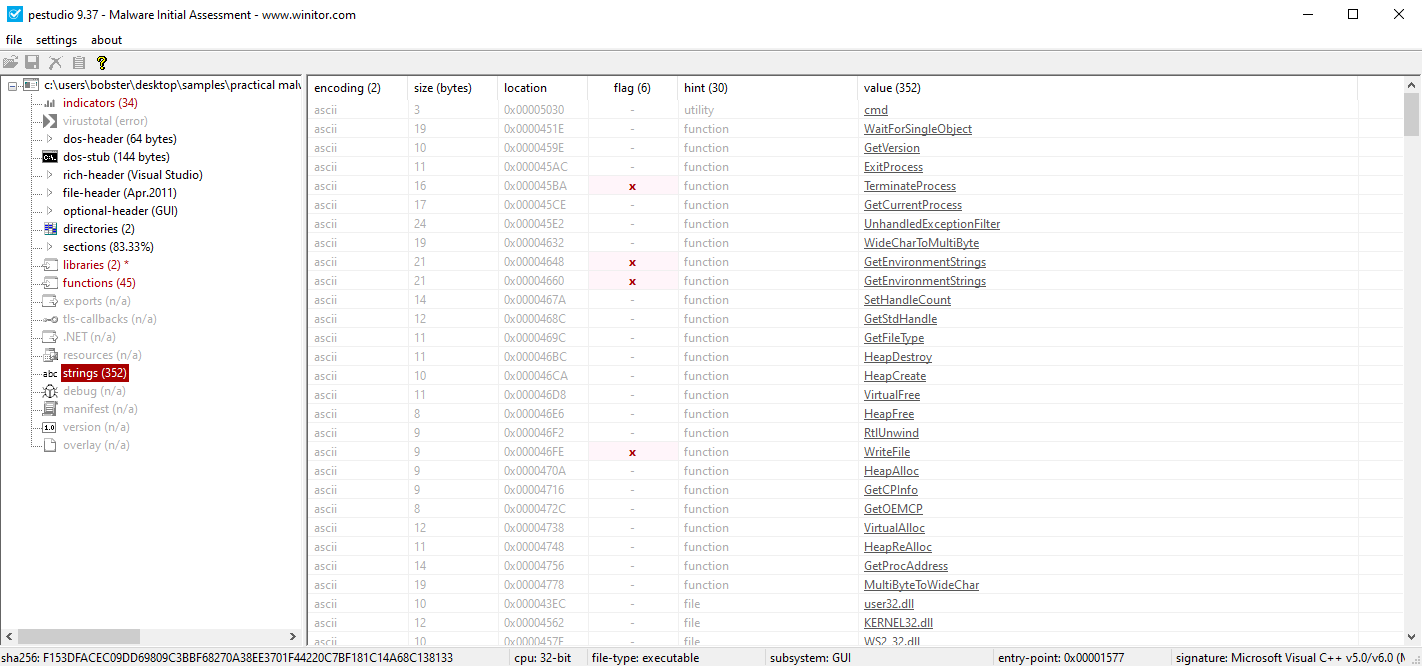 pestudio 9.37 - Malware Initial Assessment - www.winitor.com
file settings about
c:\users\bobster\desktop\samples\practical malw
indicators (34)
virustotal (error)
dos-header (64 bytes)
dos-stub (144 bytes)
rich-header (Visual Studio)
file-header (Apr.2011)
optional-header (GUI)
directories (2)
sections (83.33%)
libraries (2) *
functions (45)
exports (n/a)
tls-callbacks (n/a)
.NET (n/a)
resources (n/a)
abc strings (352)
debug (n/a)
manifest (n/a)
1.0 version (n/a)
overlay (n/a)
encoding (2) size (bytes) location flag (6) hint (30) value (352)
ascii 3 0x00005030 - utility cmd
ascii 19 0x0000451E - function WaitForSingleObject
ascii 10 0x0000459E - function GetVersion
ascii 11 0x000045AC - function ExitProcess
ascii 16 0x000045BA x function TerminateProcess
ascii 17 0x000045CE - function GetCurrentProcess
ascii 24 0x000045E2 - function UnhandledExceptionFilter
ascii 19 0x00004632 - function WideCharToMultiByte
ascii 21 0x00004648 x function GetEnvironmentStrings
ascii 21 0x00004660 x function GetEnvironmentStrings
ascii 14 0x0000467A - function SetHandleCount
ascii 12 0x0000468C - function GetStdHandle
ascii 11 0x0000469C - function GetFileType
ascii 11 0x000046BC - function HeapDestroy
ascii 10 0x000046CA - function HeapCreate
ascii 11 0x000046D8 - function VirtualFree
ascii 8 0x000046E6 - function HeapFree
ascii 9 0x000046F2 - function RtlUnwind
ascii 9 0x000046FE x function WriteFile
ascii 9 0x0000470A - function HeapAlloc
ascii 9 0x00004716 - function GetCPInfo
ascii 8 0x0000472C - function GetOEMCP
ascii 12 0x00004738 - function VirtualAlloc
ascii 11 0x00004748 - function HeapReAlloc
ascii 14 0x00004756 - function GetProcAddress
ascii 19 0x00004778 - function MultiByteToWideChar
ascii 10 0x000043EC - file user32.dll
ascii 12 0x00004562 - file KERNEL32.dll
ascii 10 0x0000457E - file WS2_32.dll
sha256: F153DFACEC09DD69809C3BBF68270A38EE3701F44220C7BF181C14A68C138133 cpu: 32-bit file-type: executable subsystem: GUI entry-point: 0x00001577 signature: Microsoft Visual C++ v5.0/v6.0 (M